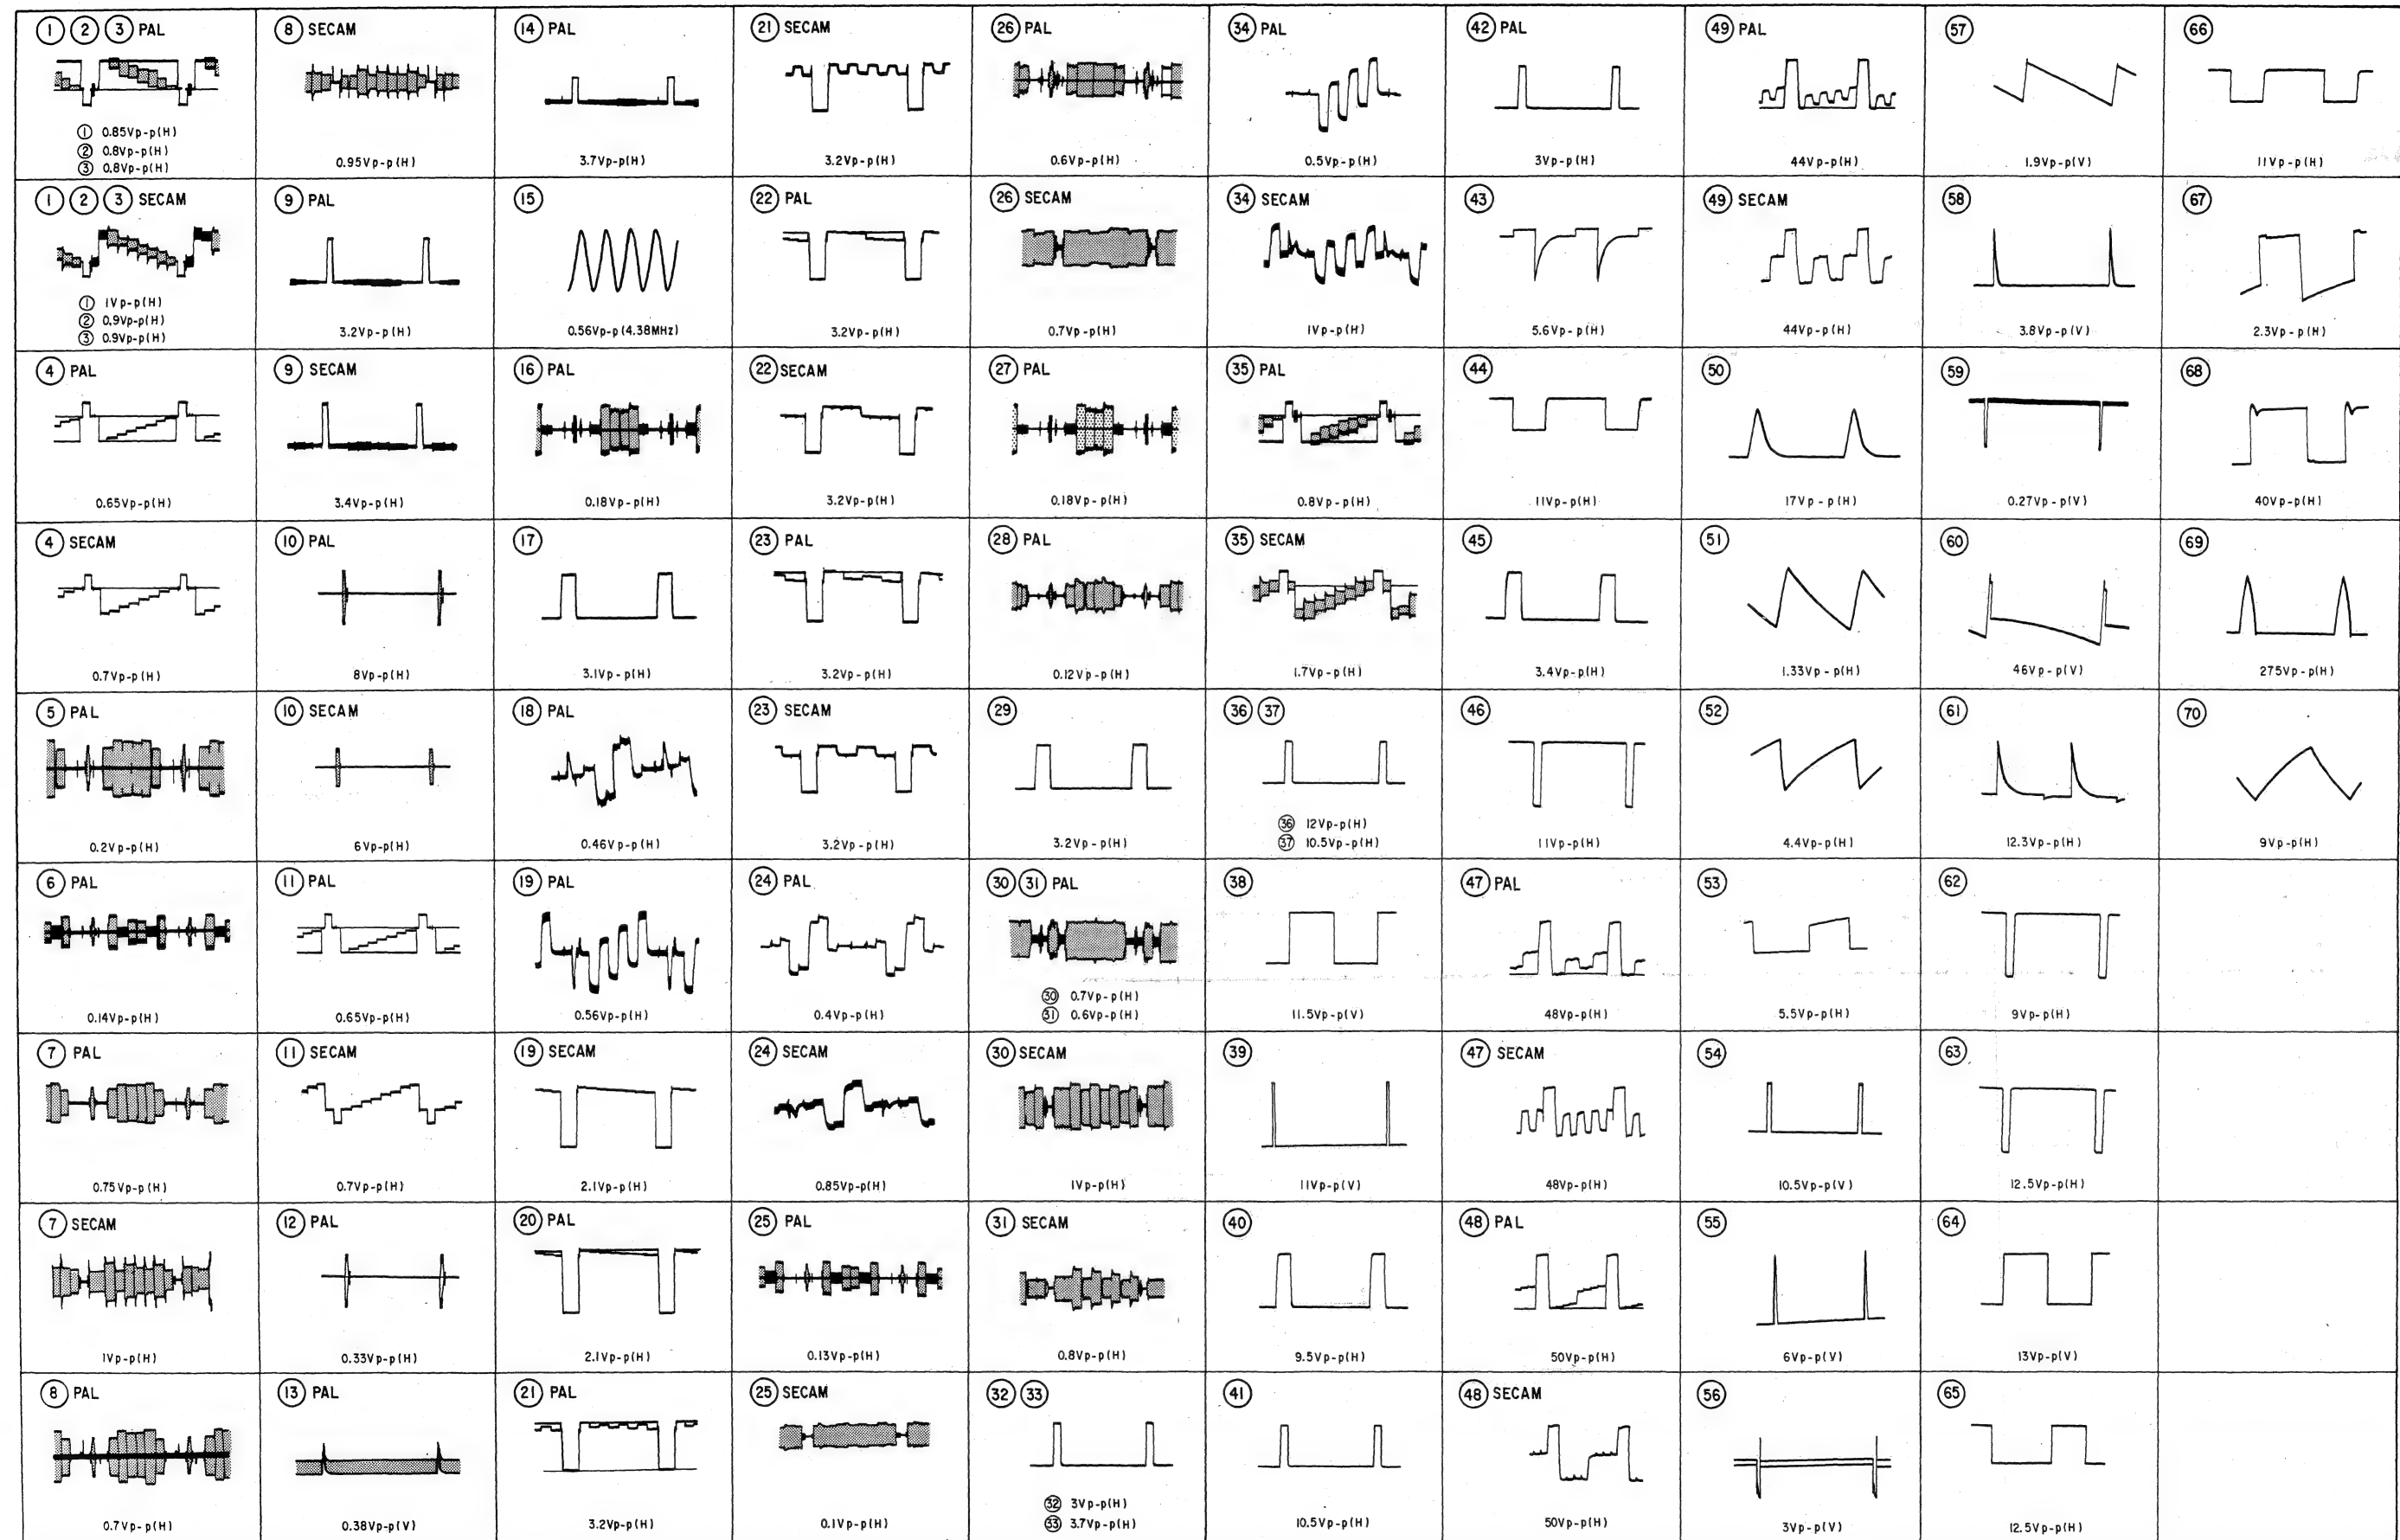 ① ② ③ PAL
① 0.85Vp-p(H)
② 0.8Vp-p(H)
③ 0.8Vp-p(H)
① ② ③ SECAM
① 1Vp-p(H)
② 0.9Vp-p(H)
③ 0.9Vp-p(H)
④ PAL
0.65Vp-p(H)
④ SECAM
0.7Vp-p(H)
⑤ PAL
0.2Vp-p(H)
⑥ PAL
0.14Vp-p(H)
⑦ PAL
0.75Vp-p(H)
⑦ SECAM
1Vp-p(H)
⑧ PAL
0.7Vp-p(H)
⑧ SECAM
0.95Vp-p(H)
⑨ PAL
3.2Vp-p(H)
⑨ SECAM
3.4Vp-p(H)
⑩ PAL
8Vp-p(H)
⑩ SECAM
6Vp-p(H)
⑪ PAL
0.65Vp-p(H)
⑪ SECAM
0.7Vp-p(H)
⑫ PAL
0.33Vp-p(H)
⑬ PAL
0.38Vp-p(V)
⑭ PAL
3.7Vp-p(H)
⑮
0.56Vp-p(4.38MHz)
⑯ PAL
0.18Vp-p(H)
⑰
3.1Vp-p(H)
⑱ PAL
0.46Vp-p(H)
⑲ PAL
0.56Vp-p(H)
⑲ SECAM
2.1Vp-p(H)
⑳ PAL
2.1Vp-p(H)
㉑ PAL
3.2Vp-p(H)
㉑ SECAM
3.2Vp-p(H)
㉒ PAL
3.2Vp-p(H)
㉒ SECAM
3.2Vp-p(H)
㉓ PAL
3.2Vp-p(H)
㉓ SECAM
3.2Vp-p(H)
㉔ PAL
0.4Vp-p(H)
㉔ SECAM
0.85Vp-p(H)
㉕ PAL
0.13Vp-p(H)
㉕ SECAM
0.1Vp-p(H)
㉖ PAL
0.6Vp-p(H)
㉖ SECAM
0.7Vp-p(H)
㉗ PAL
0.18Vp-p(H)
㉘ PAL
0.12Vp-p(H)
㉙
3.2Vp-p(H)
㉚ ㉛ PAL
㉚ 0.7Vp-p(H)
㉛ 0.6Vp-p(H)
㉚ SECAM
1Vp-p(H)
㉛ SECAM
0.8Vp-p(H)
㉜ ㉝
㉜ 3Vp-p(H)
㉝ 3.7Vp-p(H)
㉞ PAL
0.5Vp-p(H)
㉞ SECAM
1Vp-p(H)
㉟ PAL
0.8Vp-p(H)
㉟ SECAM
1.7Vp-p(H)
㊱ ㊲
㊱ 12Vp-p(H)
㊲ 10.5Vp-p(H)
㊳
11.5Vp-p(V)
㊴
11Vp-p(V)
㊵
9.5Vp-p(H)
㊶
10.5Vp-p(H)
㊷ PAL
3Vp-p(H)
㊸
5.6Vp-p(H)
㊹
11Vp-p(H)
㊺
3.4Vp-p(H)
㊻
11Vp-p(H)
㊼ PAL
48Vp-p(H)
㊼ SECAM
48Vp-p(H)
㊽ PAL
50Vp-p(H)
㊽ SECAM
50Vp-p(H)
㊾ PAL
44Vp-p(H)
㊾ SECAM
44Vp-p(H)
㊿
17Vp-p(H)
51
1.33Vp-p(H)
52
4.4Vp-p(H)
53
5.5Vp-p(H)
54
10.5Vp-p(V)
55
6Vp-p(V)
56
3Vp-p(V)
57
1.9Vp-p(V)
58
3.8Vp-p(V)
59
0.27Vp-p(V)
60
46Vp-p(V)
61
12.3Vp-p(H)
62
9Vp-p(H)
63
12.5Vp-p(H)
64
13Vp-p(V)
65
12.5Vp-p(H)
66
11Vp-p(H)
67
2.3Vp-p(H)
68
40Vp-p(H)
69
275Vp-p(H)
70
9Vp-p(H)